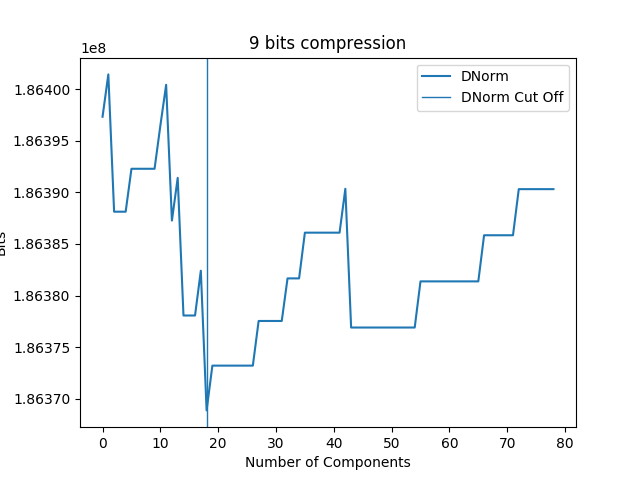 9 bits compression
1e8
DNorm
DNorm Cut Off
1.86400
1.86395
1.86390
1.86385
1.86380
1.86375
1.86370
Bits
0 10 20 30 40 50 60 70 80
Number of Components